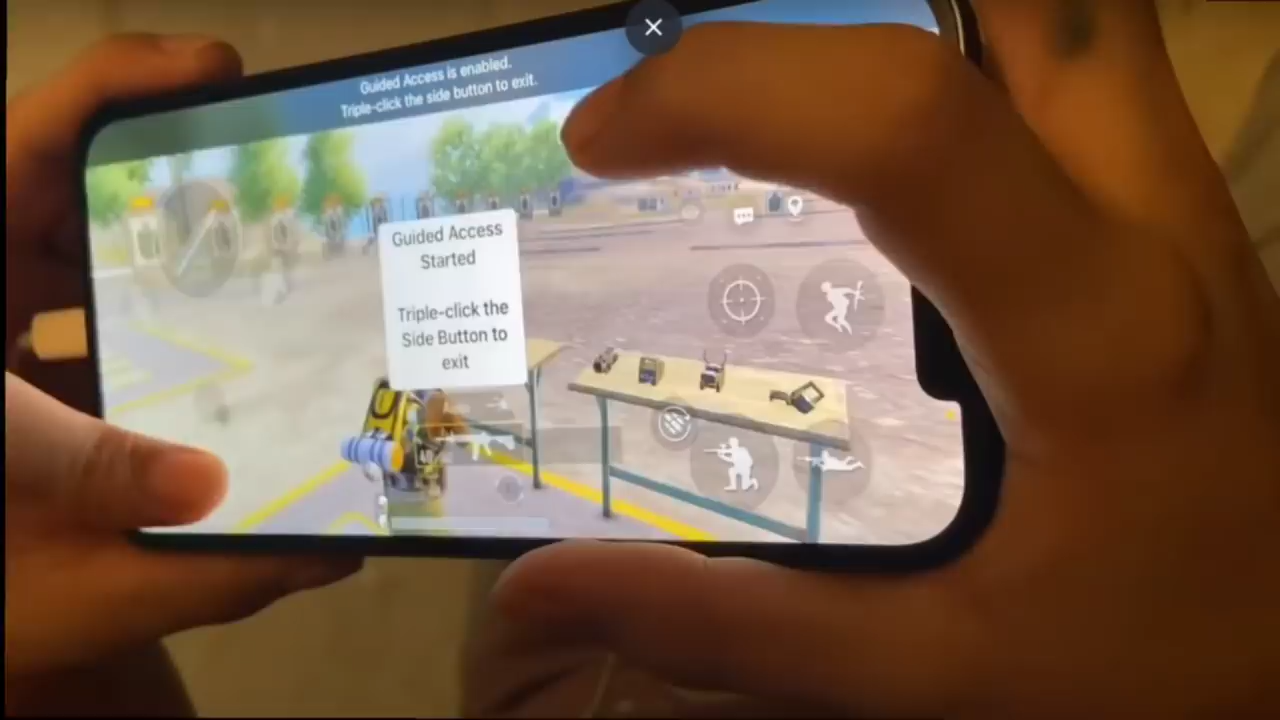 Guided Access is enabled.
Triple-click the side button to exit.
Guided Access
Started
Triple-click the
Side Button to
exit